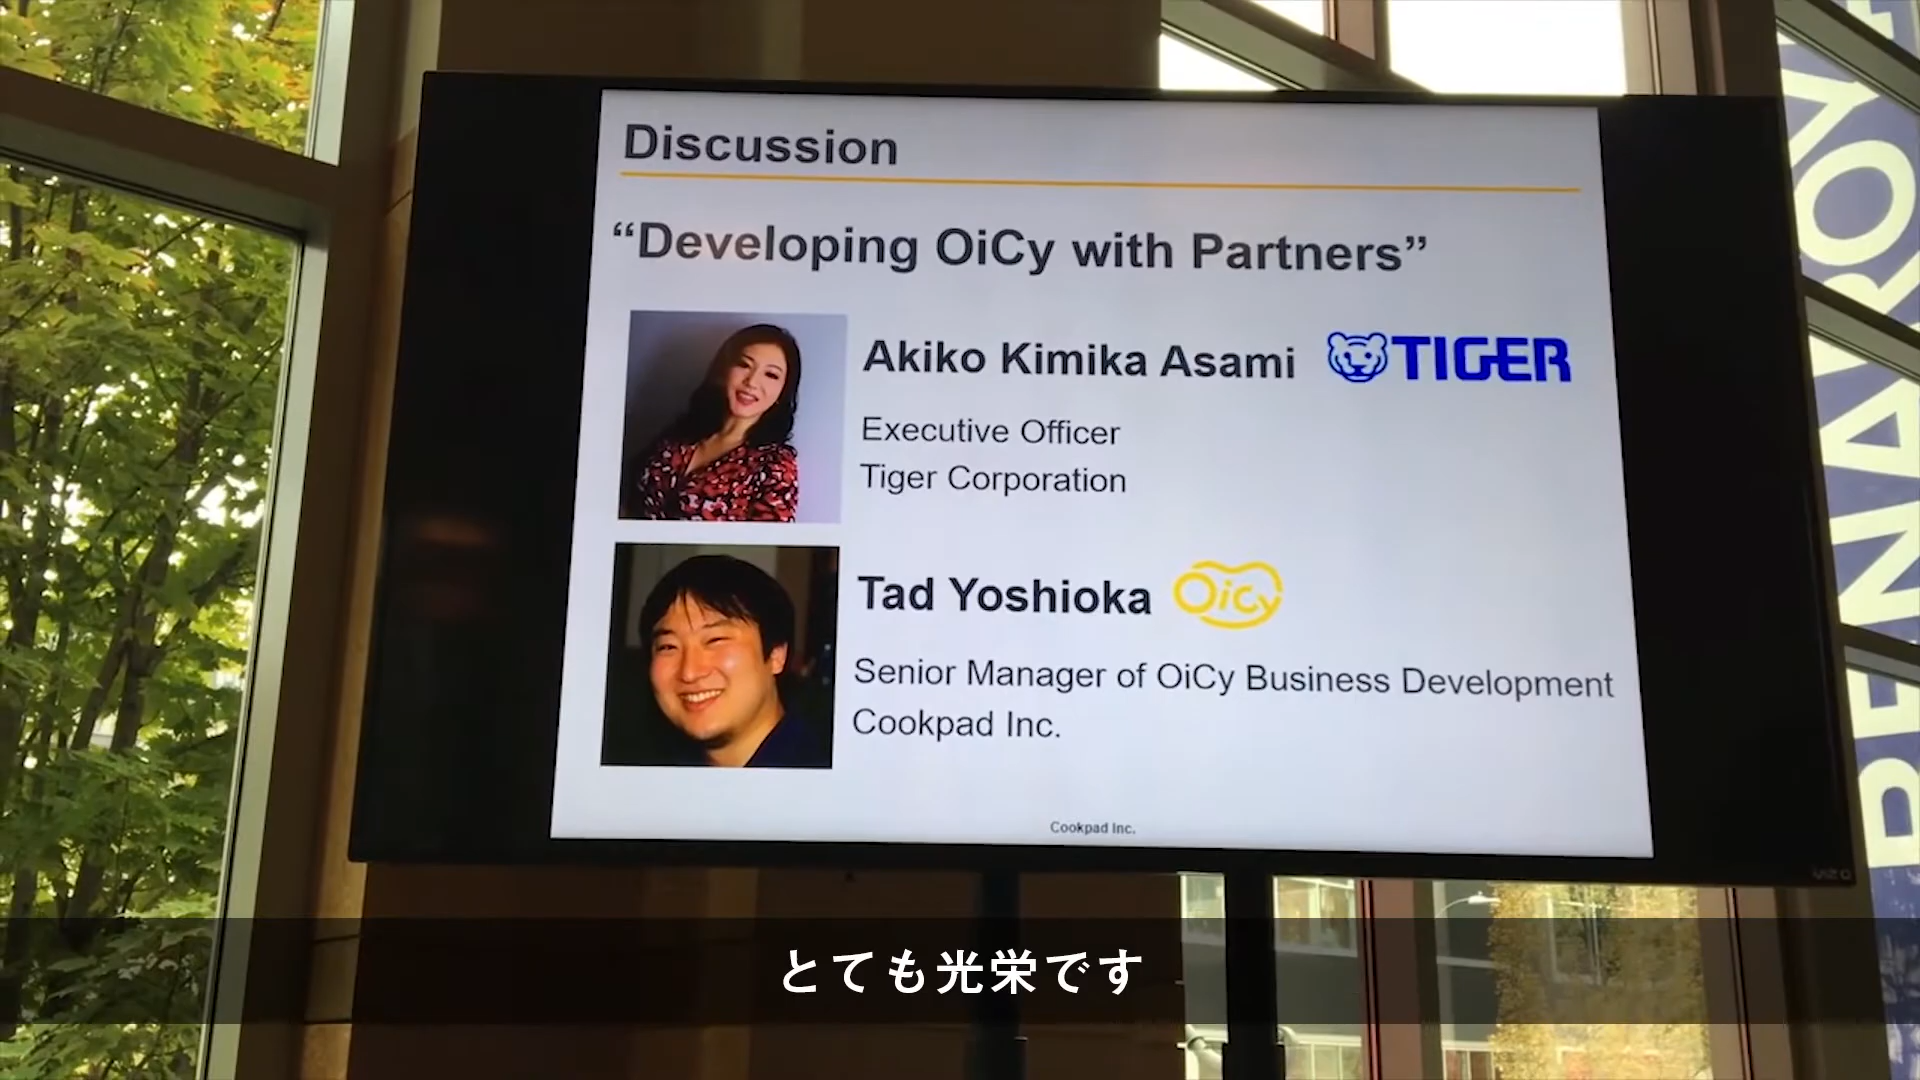 Discussion
“Developing OiCy with Partners”
Akiko Kimika Asami
TIGER
Executive Officer
Tiger Corporation
Tad Yoshioka
OiCy
Senior Manager of OiCy Business Development
Cookpad Inc.
Cookpad Inc.
とても光栄です